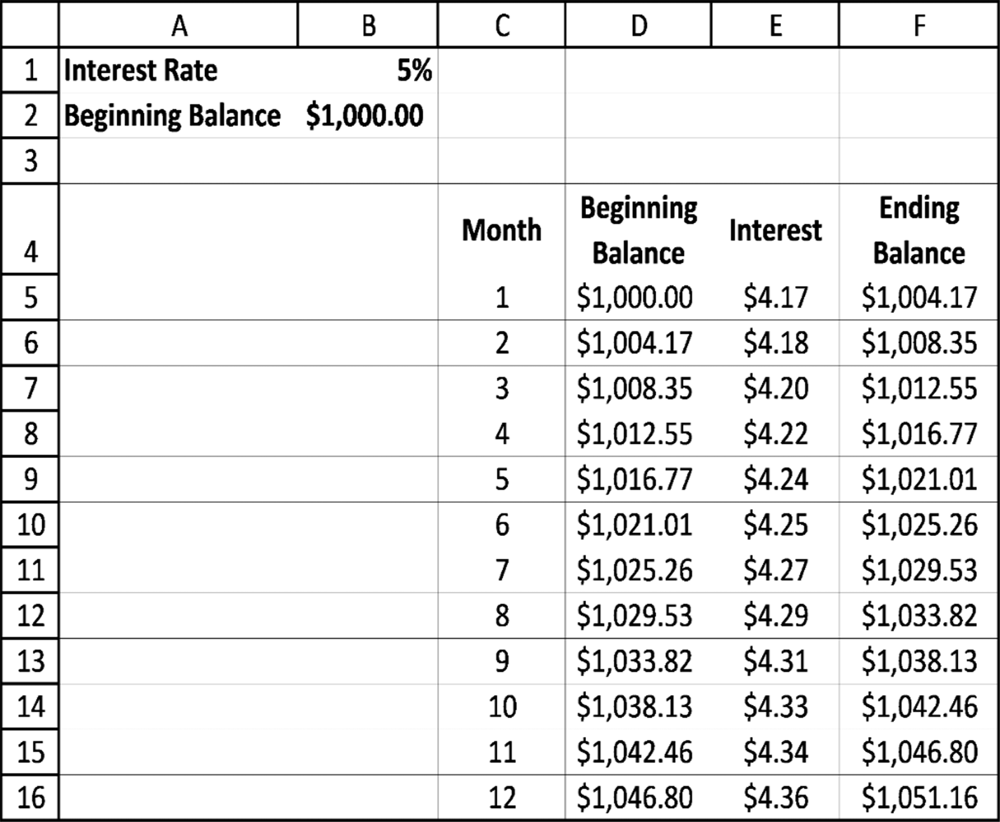 A B C D E F
1 Interest Rate 5%
2 Beginning Balance $1,000.00
3
4 Month Beginning Balance Interest Ending Balance
5 1 $1,000.00 $4.17 $1,004.17
6 2 $1,004.17 $4.18 $1,008.35
7 3 $1,008.35 $4.20 $1,012.55
8 4 $1,012.55 $4.22 $1,016.77
9 5 $1,016.77 $4.24 $1,021.01
10 6 $1,021.01 $4.25 $1,025.26
11 7 $1,025.26 $4.27 $1,029.53
12 8 $1,029.53 $4.29 $1,033.82
13 9 $1,033.82 $4.31 $1,038.13
14 10 $1,038.13 $4.33 $1,042.46
15 11 $1,042.46 $4.34 $1,046.80
16 12 $1,046.80 $4.36 $1,051.16